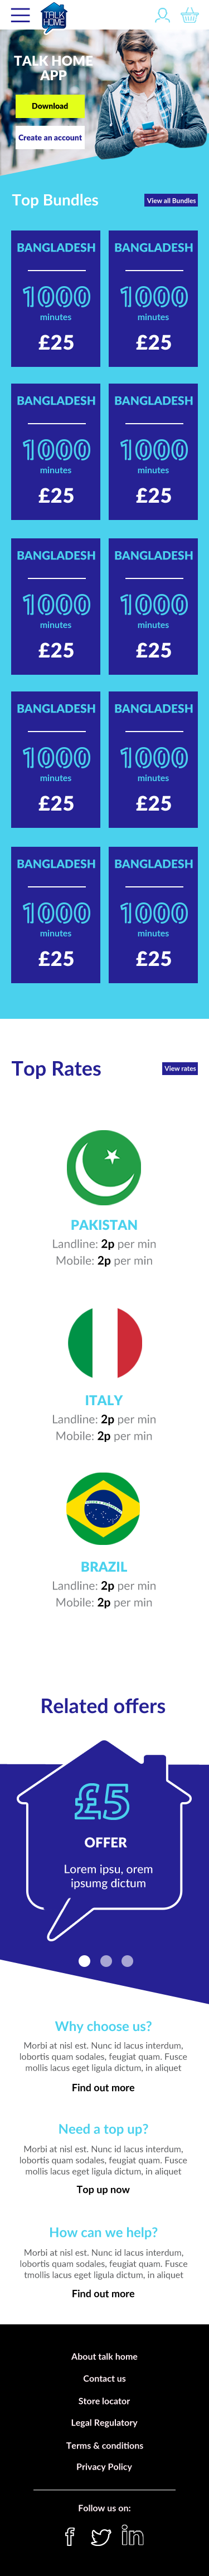 TALK
HOME
TALK HOME
APP
Download
Create an account
Top Bundles
View all Bundles
BANGLADESH
1000
minutes
£25
BANGLADESH
1000
minutes
£25
BANGLADESH
1000
minutes
£25
BANGLADESH
1000
minutes
£25
BANGLADESH
1000
minutes
£25
BANGLADESH
1000
minutes
£25
BANGLADESH
1000
minutes
£25
BANGLADESH
1000
minutes
£25
BANGLADESH
1000
minutes
£25
BANGLADESH
1000
minutes
£25
Top Rates
View rates
PAKISTAN
Landline: 2p per min
Mobile: 2p per min
ITALY
Landline: 2p per min
Mobile: 2p per min
BRAZIL
Landline: 2p per min
Mobile: 2p per min
Related offers
£5
OFFER
Lorem ipsu, orem
ipsumg dictum
Why choose us?
Morbi at nisl est. Nunc id lacus interdum,
lobortis quam sodales, feugiat quam. Fusce
mollis lacus eget ligula dictum, in aliquet
Find out more
Need a top up?
Morbi at nisl est. Nunc id lacus interdum,
lobortis quam sodales, feugiat quam. Fusce
mollis lacus eget ligula dictum, in aliquet
Top up now
How can we help?
Morbi at nisl est. Nunc id lacus interdum,
lobortis quam sodales, feugiat quam. Fusce
tmollis lacus eget ligula dictum, in aliquet
Find out more
About talk home
Contact us
Store locator
Legal Regulatory
Terms & conditions
Privacy Policy
Follow us on: